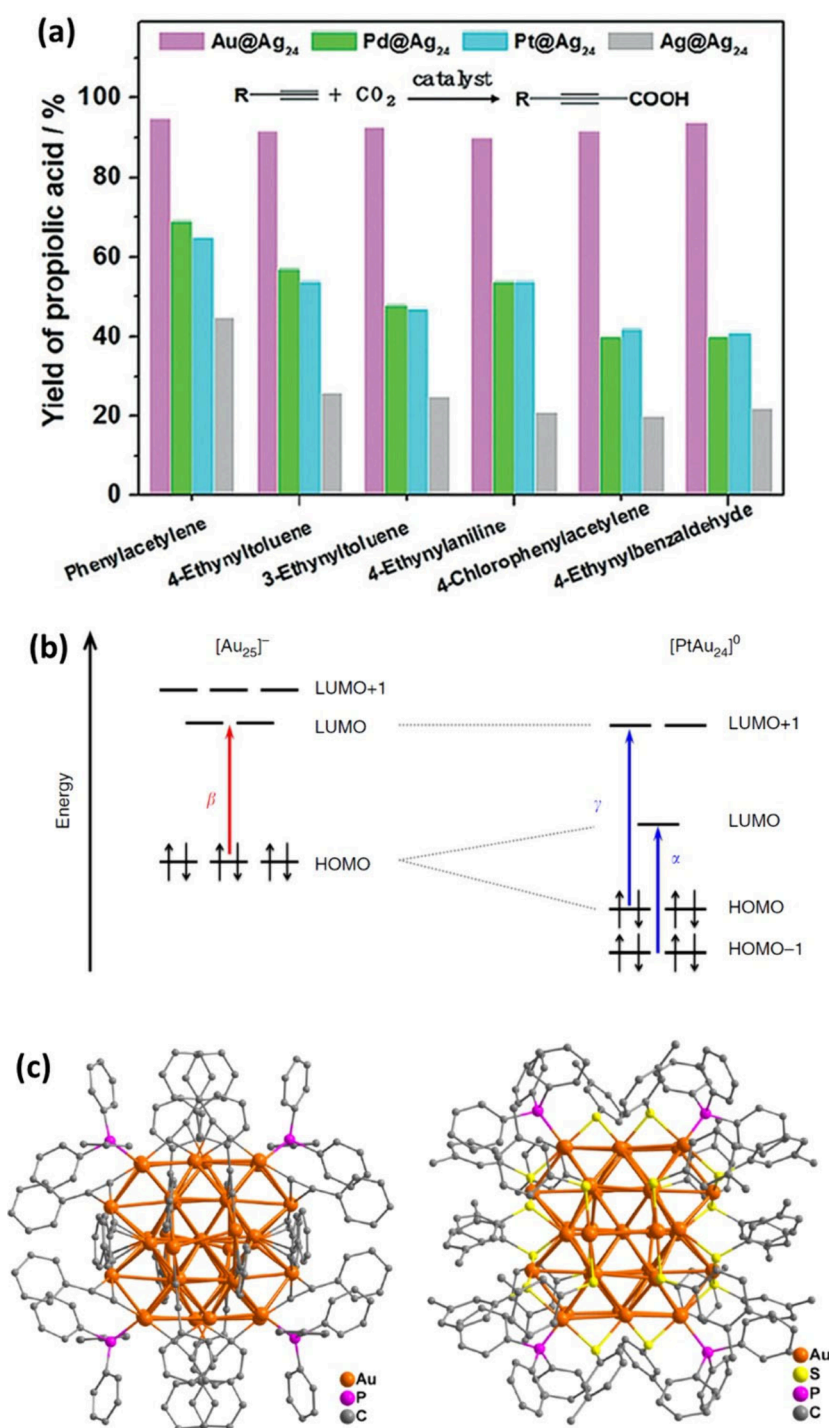 (a)
Au@Ag24 Pd@Ag24 Pt@Ag24 Ag@Ag24
catalyst
R + CO2 R COOH
Yield of propiolic acid / %
100
80
60
40
20
0
Phenylacetylene
4-Ethynyltoluene
3-Ethynyltoluene
4-Ethynylaniline
4-Chlorophenylacetylene
4-Ethynylbenzaldehyde
(b)
Energy
[Au25]−
LUMO+1
LUMO
β
HOMO
[PtAu24]0
LUMO+1
γ
LUMO
α
HOMO
HOMO−1
(c)
Au
P
C
Au
S
P
C